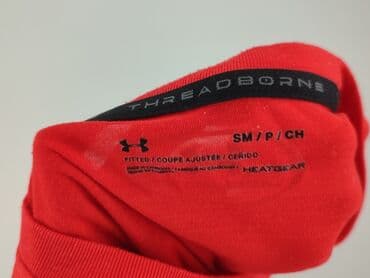 THREADBORNE
SM / P / CH
FITTED / COUPE AJUSTÉE / CEÑIDO
HEATGEAR